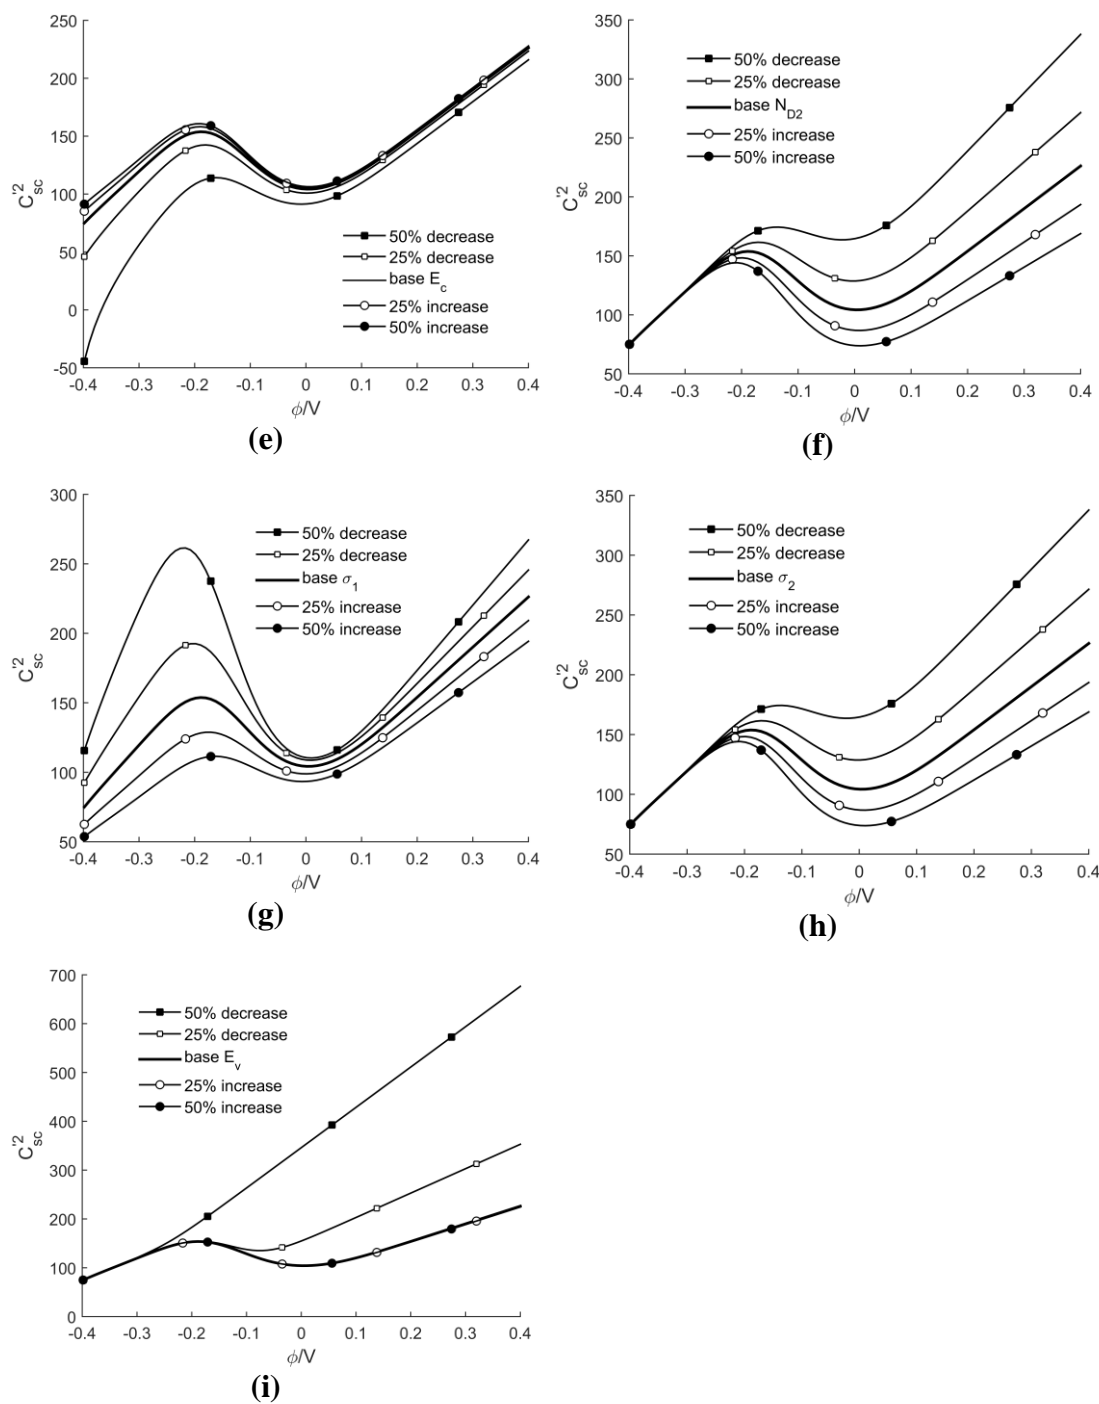 250
200
150
100
50
0
-50
C'²sc
-0.4 -0.3 -0.2 -0.1 0 0.1 0.2 0.3 0.4
ϕ/V
50% decrease
25% decrease
base E_c
25% increase
50% increase
(e)
350
300
250
200
150
100
50
C'²sc
-0.4 -0.3 -0.2 -0.1 0 0.1 0.2 0.3 0.4
ϕ/V
50% decrease
25% decrease
base N_D2
25% increase
50% increase
(f)
300
250
200
150
100
50
C'²sc
-0.4 -0.3 -0.2 -0.1 0 0.1 0.2 0.3 0.4
ϕ/V
50% decrease
25% decrease
base σ_1
25% increase
50% increase
(g)
350
300
250
200
150
100
50
C'²sc
-0.4 -0.3 -0.2 -0.1 0 0.1 0.2 0.3 0.4
ϕ/V
50% decrease
25% decrease
base σ_2
25% increase
50% increase
(h)
700
600
500
400
300
200
100
0
C'²sc
-0.4 -0.3 -0.2 -0.1 0 0.1 0.2 0.3 0.4
ϕ/V
50% decrease
25% decrease
base E_v
25% increase
50% increase
(i)